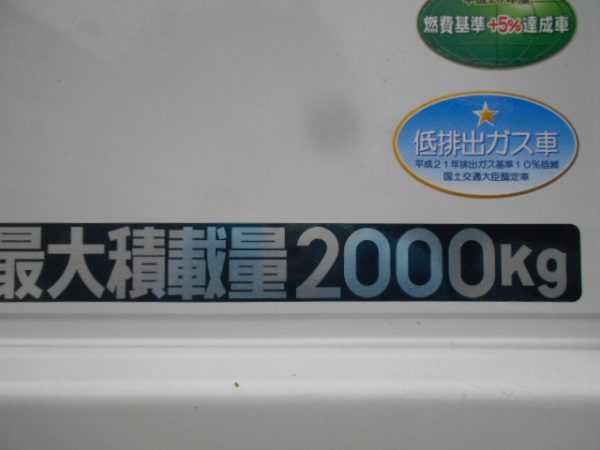 燃費基準+5%達成車
低排出ガス車
平成21年排出ガス基準10%低減
国土交通大臣認定車
最大積載量2000Kg